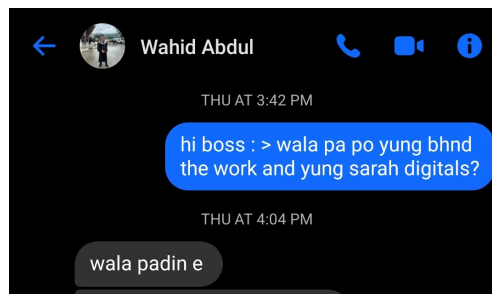 Wahid Abdul
THU AT 3:42 PM
hi boss : > wala pa po yung bhnd
the work and yung sarah digitals?
THU AT 4:04 PM
wala padin e